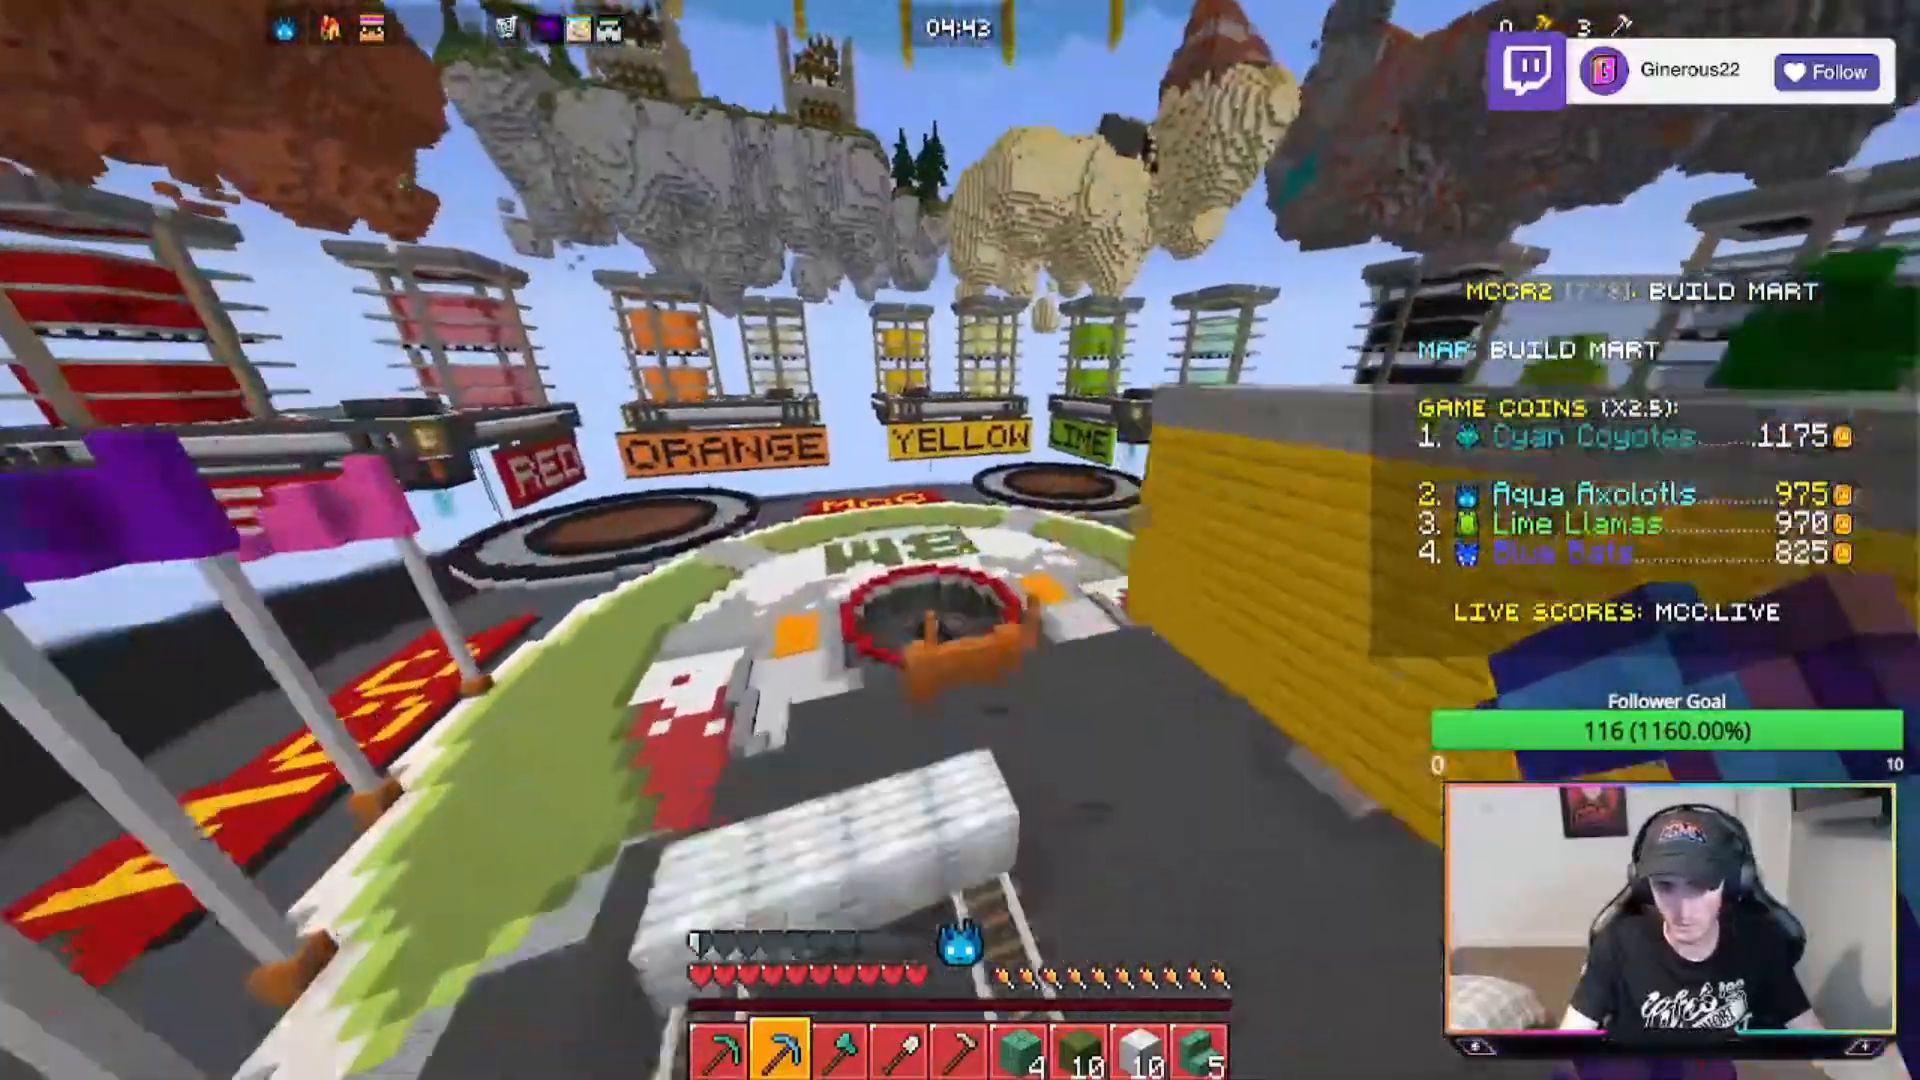 04:43
0 3
Ginerous22
Follow
MCCR2 BUILD MART
MAP: BUILD MART
GAME COINS (X2.5):
1. Cyan Coyotes 1175
2. Aqua Axolotls 975
3. Lime Llamas 970
4. Blue Bats 825
LIVE SCORES: MCC.LIVE
RED
ORANGE
YELLOW
LIME
Follower Goal
116 (1160.00%)
0
10
4
10
10
5